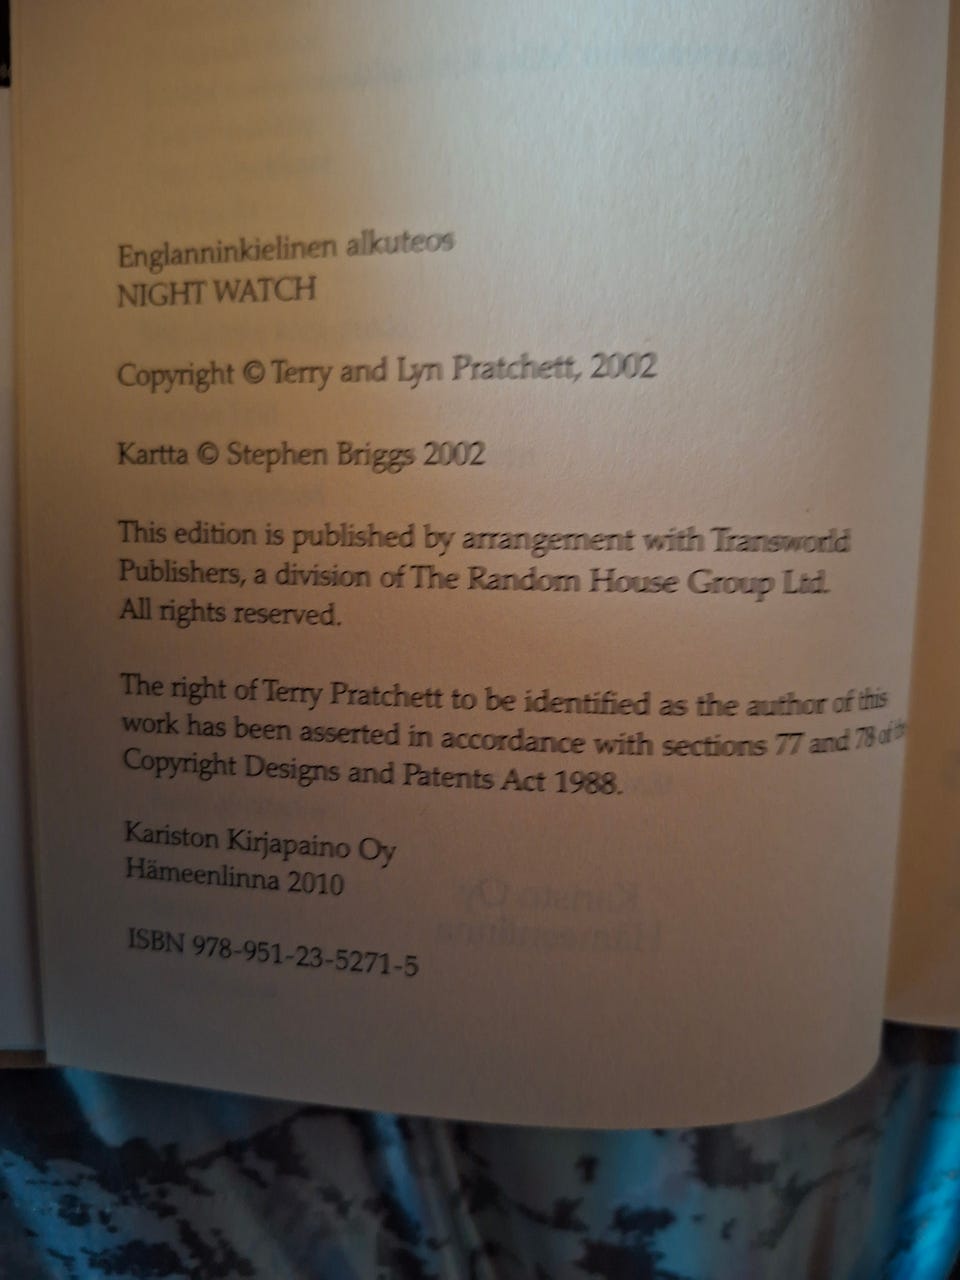 Englanninkielinen alkuteos
NIGHT WATCH
Copyright © Terry and Lyn Pratchett, 2002
Kartta © Stephen Briggs 2002
This edition is published by arrangement with Transworld
Publishers, a division of The Random House Group Ltd.
All rights reserved.
The right of Terry Pratchett to be identified as the author of this
work has been asserted in accordance with sections 77 and 78 of the
Copyright Designs and Patents Act 1988.
Kariston Kirjapaino Oy
Hämeenlinna 2010
ISBN 978-951-23-5271-5